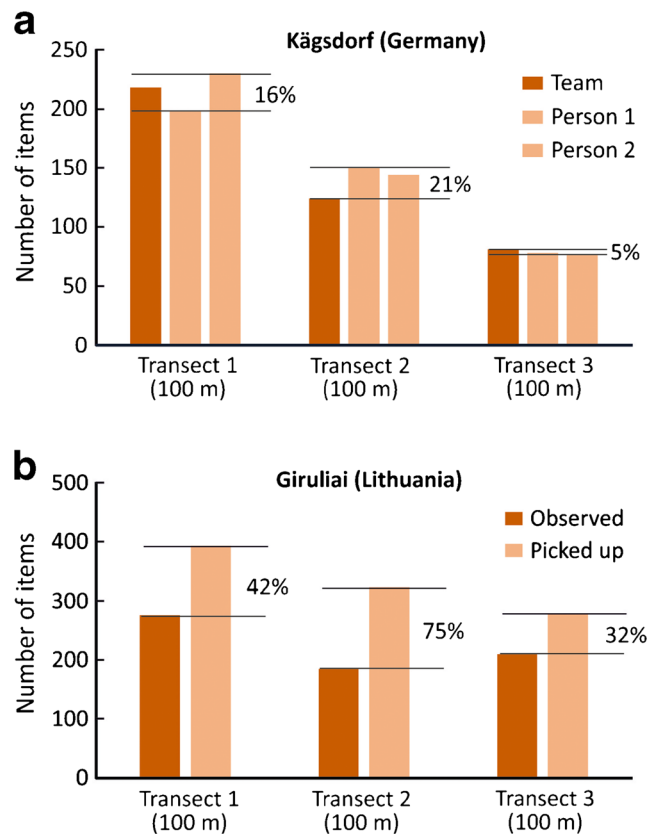 a
Kägsdorf (Germany)
Number of items
250
200
150
100
50
0
16%
21%
5%
Team
Person 1
Person 2
Transect 1
(100 m)
Transect 2
(100 m)
Transect 3
(100 m)
b
Giruliai (Lithuania)
Number of items
500
400
300
200
100
0
42%
75%
32%
Observed
Picked up
Transect 1
(100 m)
Transect 2
(100 m)
Transect 3
(100 m)